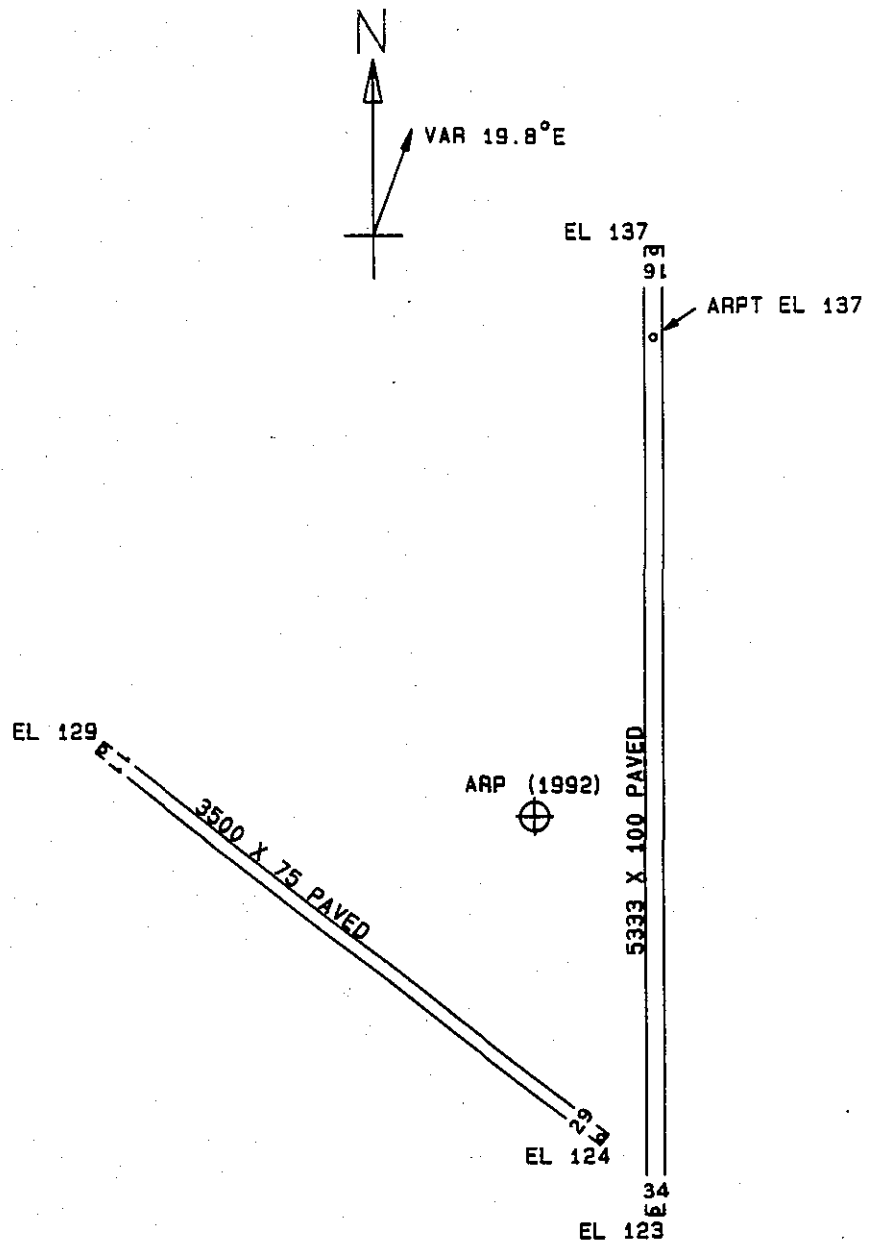 N
VAR 19.8°E
EL 137
16
ARPT EL 137
EL 129
11
3500 X 75 PAVED
ARP (1992)
5333 X 100 PAVED
29
EL 124
34
EL 123